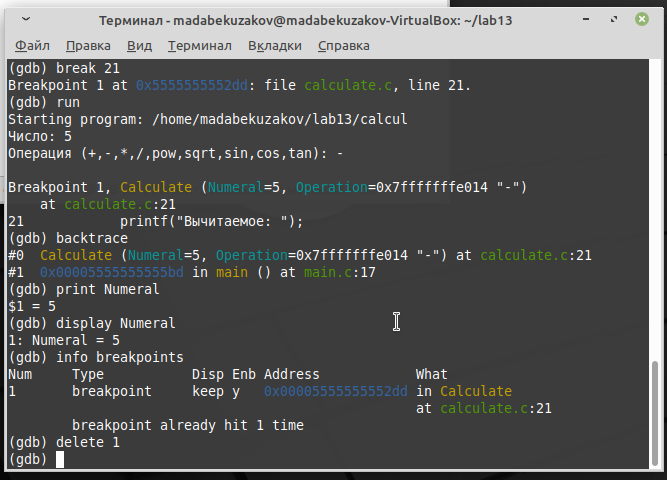 Терминал - madabekuzakov@madabekuzakov-VirtualBox: ~/lab13
Файл Правка Вид Терминал Вкладки Справка
(gdb) break 21
Breakpoint 1 at 0x5555555552dd: file calculate.c, line 21.
(gdb) run
Starting program: /home/madabekuzakov/lab13/calcul
Число: 5
Операция (+,-,*,/,pow,sqrt,sin,cos,tan): -
Breakpoint 1, Calculate (Numeral=5, Operation=0x7fffffffe014 "-")
at calculate.c:21
21 printf("Вычитаемое: ");
(gdb) backtrace
#0 Calculate (Numeral=5, Operation=0x7fffffffe014 "-") at calculate.c:21
#1 0x00005555555555bd in main () at main.c:17
(gdb) print Numeral
$1 = 5
(gdb) display Numeral
1: Numeral = 5
(gdb) info breakpoints
Num Type Disp Enb Address What
1 breakpoint keep y 0x00005555555552dd in Calculate
at calculate.c:21
breakpoint already hit 1 time
(gdb) delete 1
(gdb)